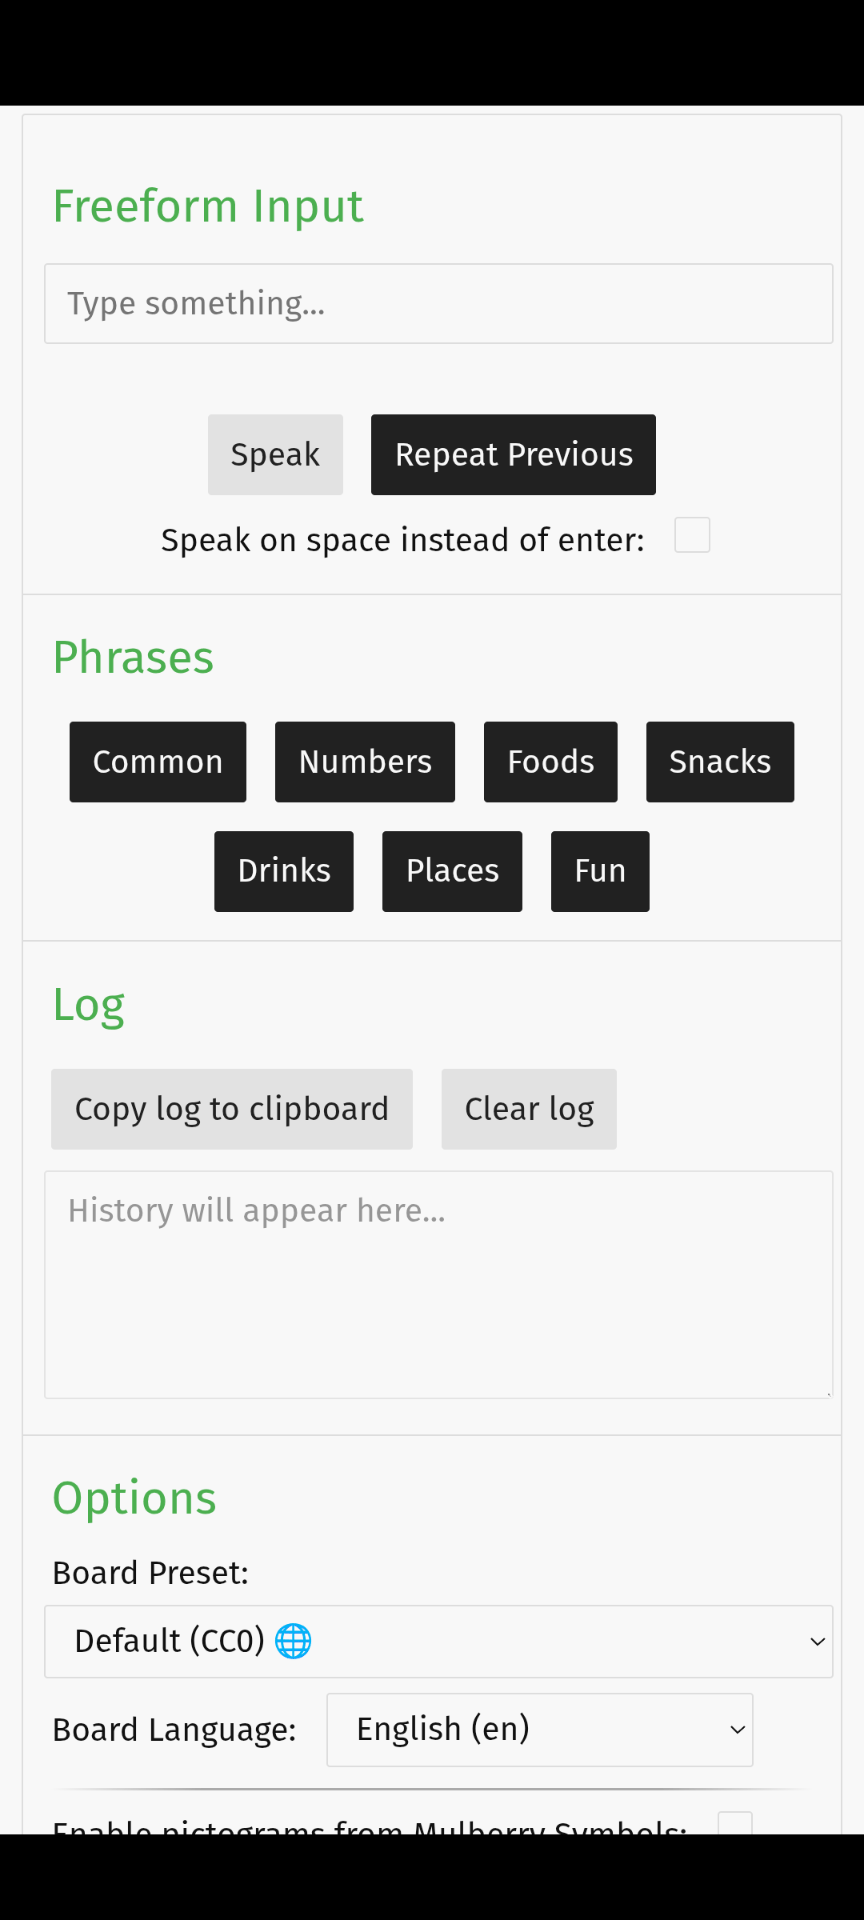 Freeform Input
Type something...
Speak
Repeat Previous
Speak on space instead of enter:
Phrases
Common
Numbers
Foods
Snacks
Drinks
Places
Fun
Log
Copy log to clipboard
Clear log
History will appear here...
Options
Board Preset:
Default (CC0) 🌐
Board Language:
English (en)
Enable pictograms from Mulberry Symbols: